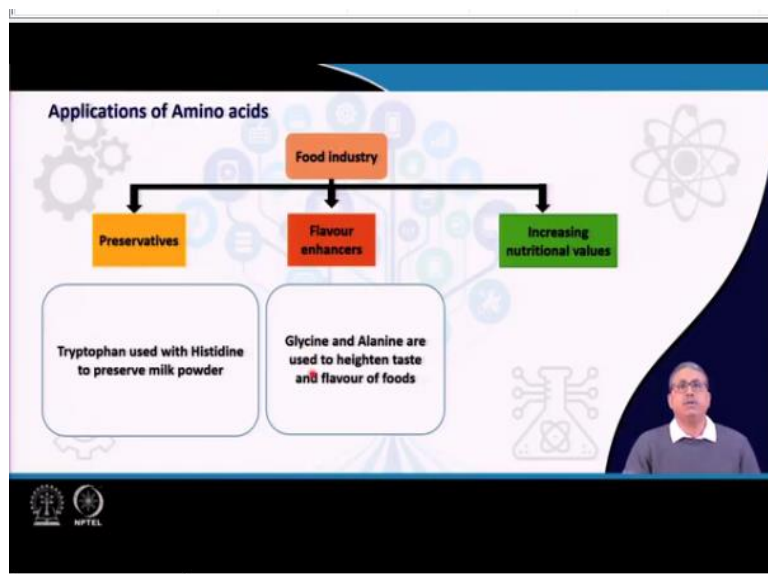 Applications of Amino acids
Food industry
Preservatives
Flavour
enhancers
Increasing
nutritional values
Tryptophan used with Histidine
to preserve milk powder
Glycine and Alanine are
used to heighten taste
and flavour of foods
NPTEL